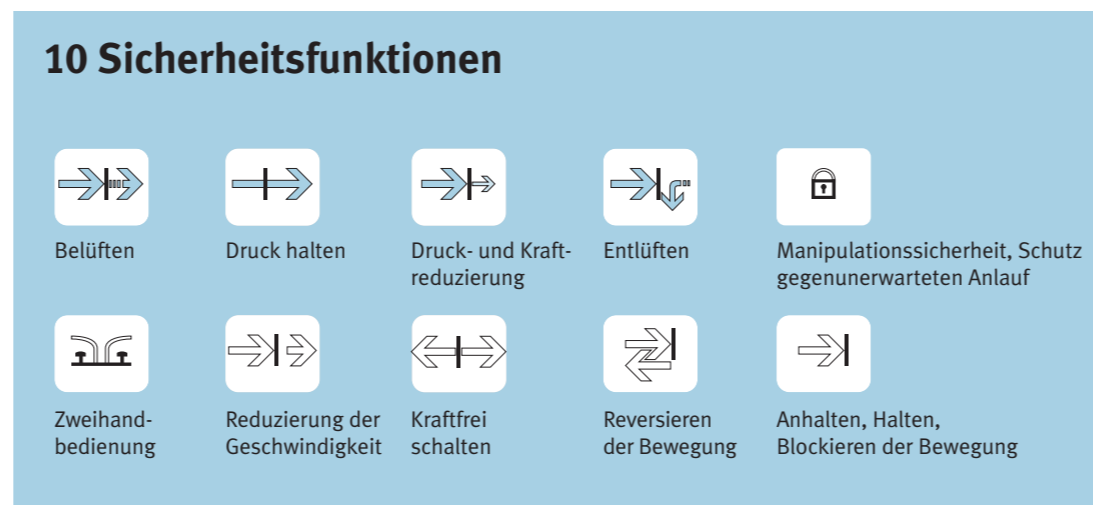 10 Sicherheitsfunktionen
Belüften
Druck halten
Druck- und Kraft-
reduzierung
Entlüften
Manipulationssicherheit, Schutz
gegenunerwarteten Anlauf
Zweihand-
bedienung
Reduzierung der
Geschwindigkeit
Kraftfrei
schalten
Reversieren
der Bewegung
Anhalten, Halten,
Blockieren der Bewegung